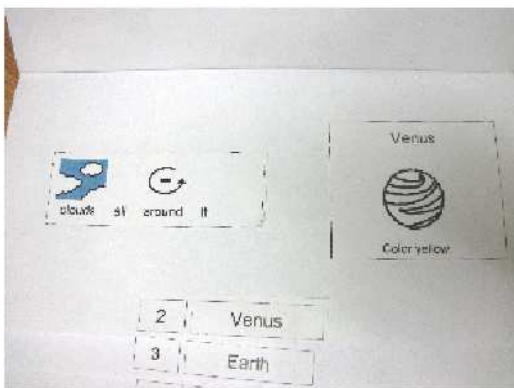 Venus
clouds all around it
Color yellow
2 Venus
3 Earth